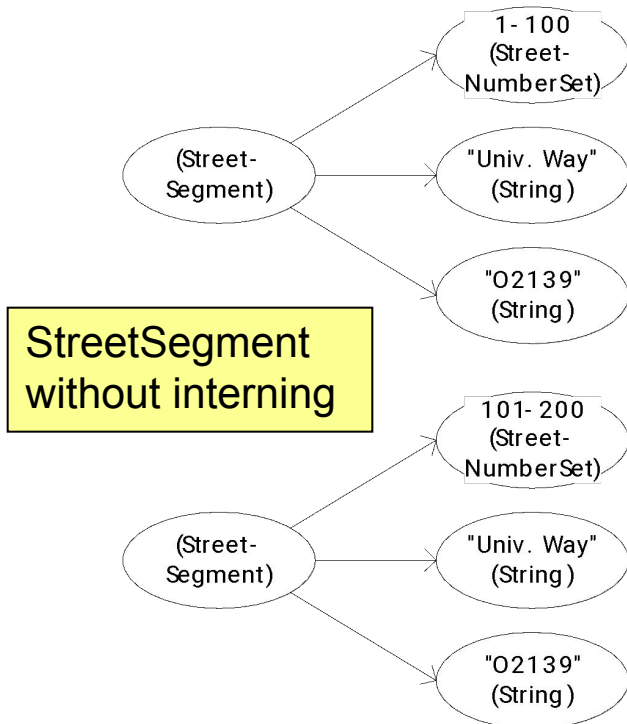 1-100
(Street-
NumberSet)
(Street-
Segment)
"Univ. Way"
(String)
"O2139"
(String)
StreetSegment
without interning
101-200
(Street-
NumberSet)
(Street-
Segment)
"Univ. Way"
(String)
"O2139"
(String)